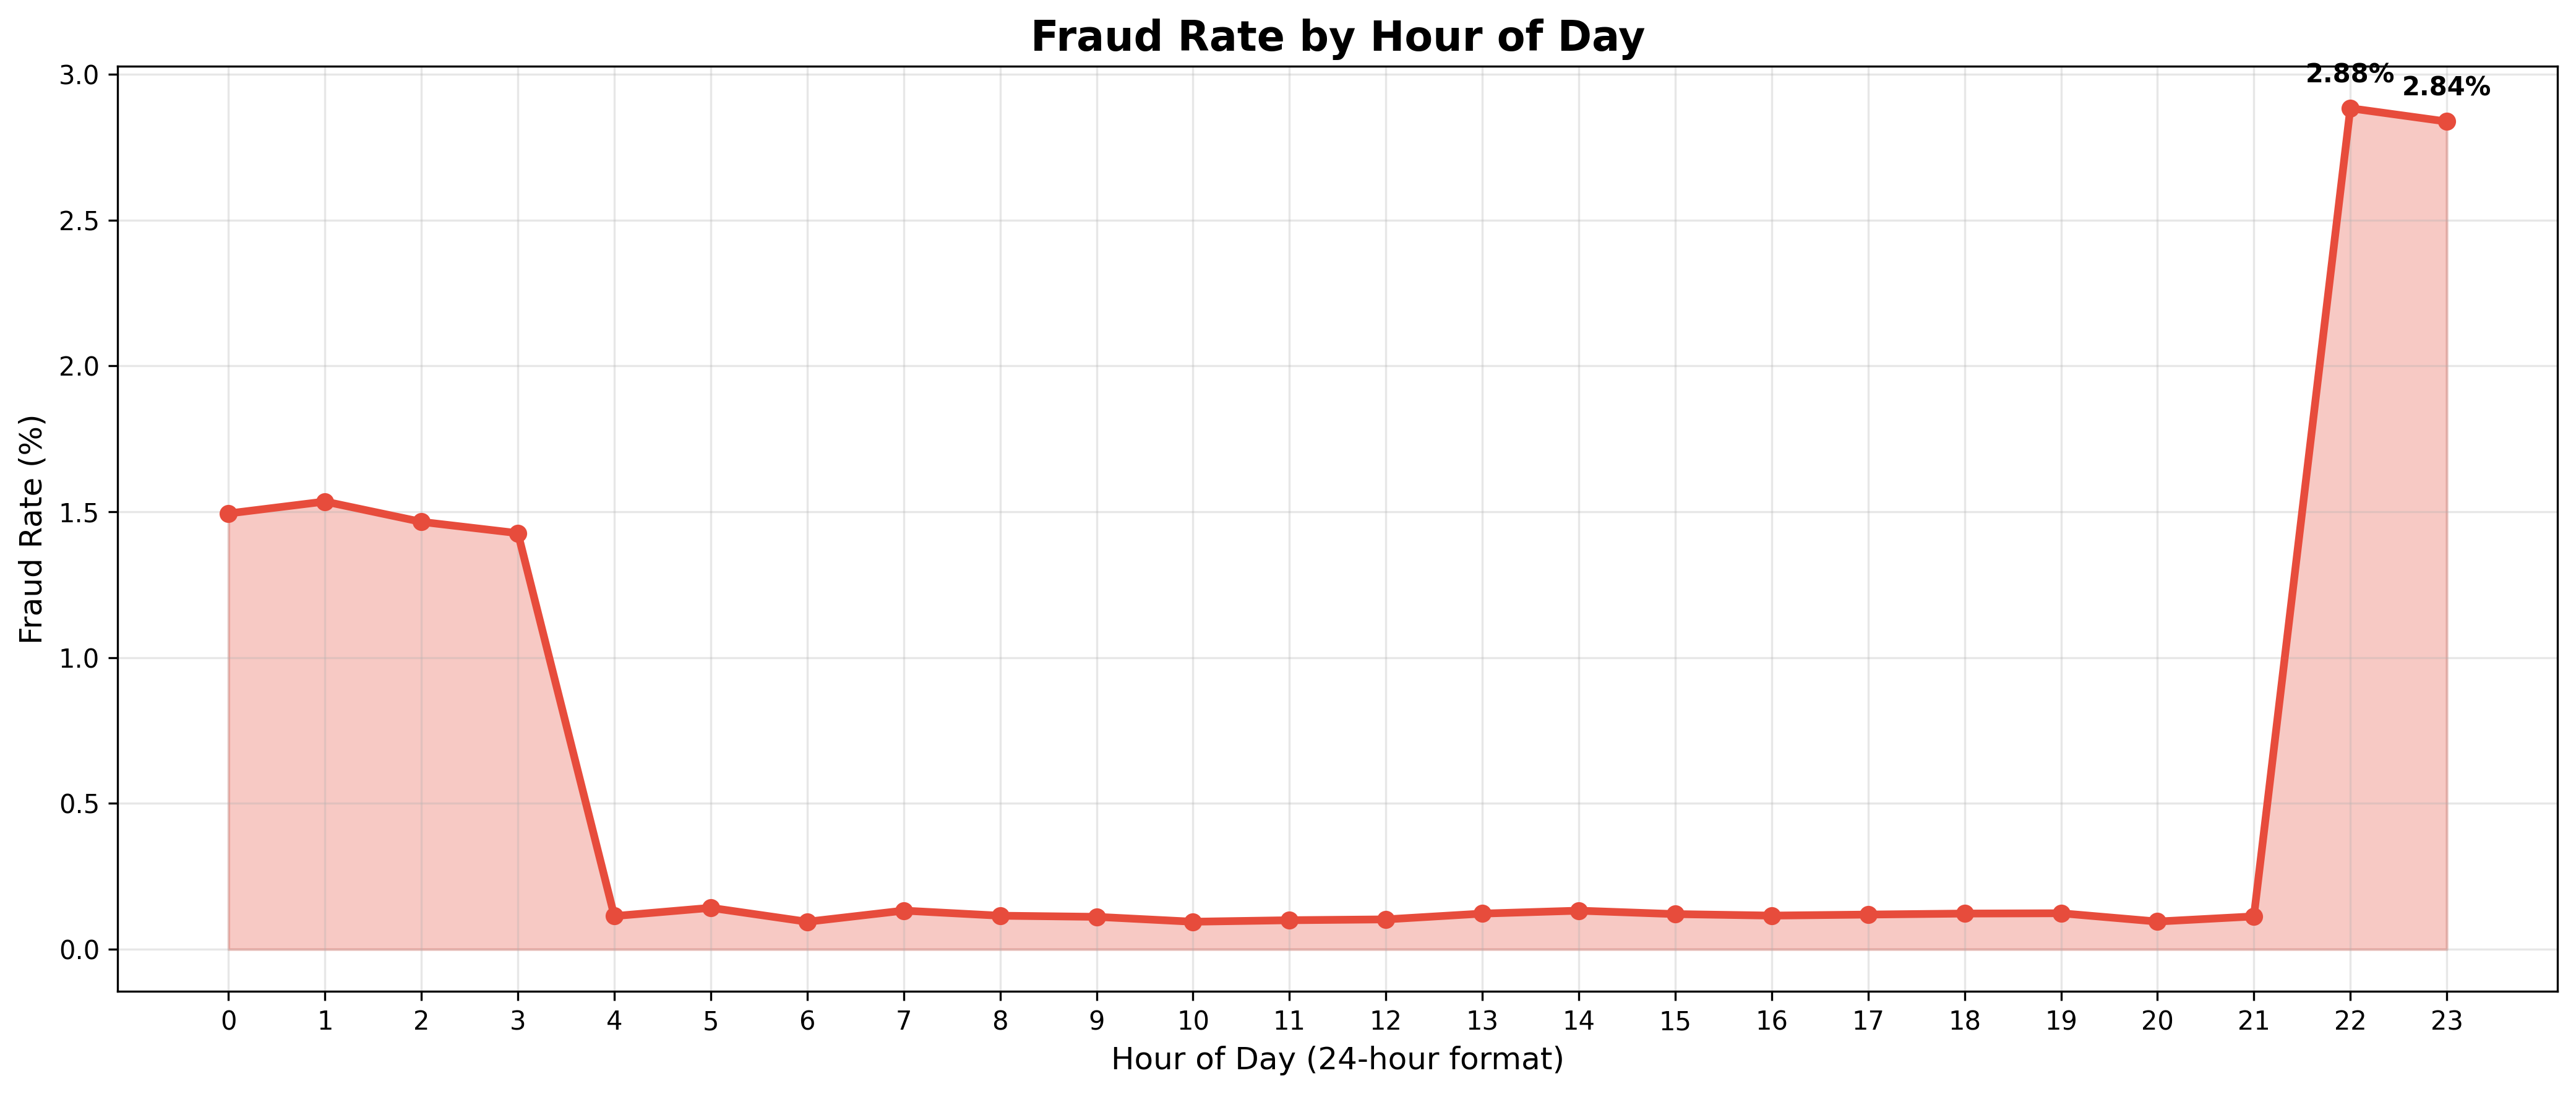 Fraud Rate by Hour of Day
3.0
2.5
2.0
1.5
1.0
0.5
0.0
Fraud Rate (%)
2.88%
2.84%
0 1 2 3 4 5 6 7 8 9 10 11 12 13 14 15 16 17 18 19 20 21 22 23
Hour of Day (24-hour format)